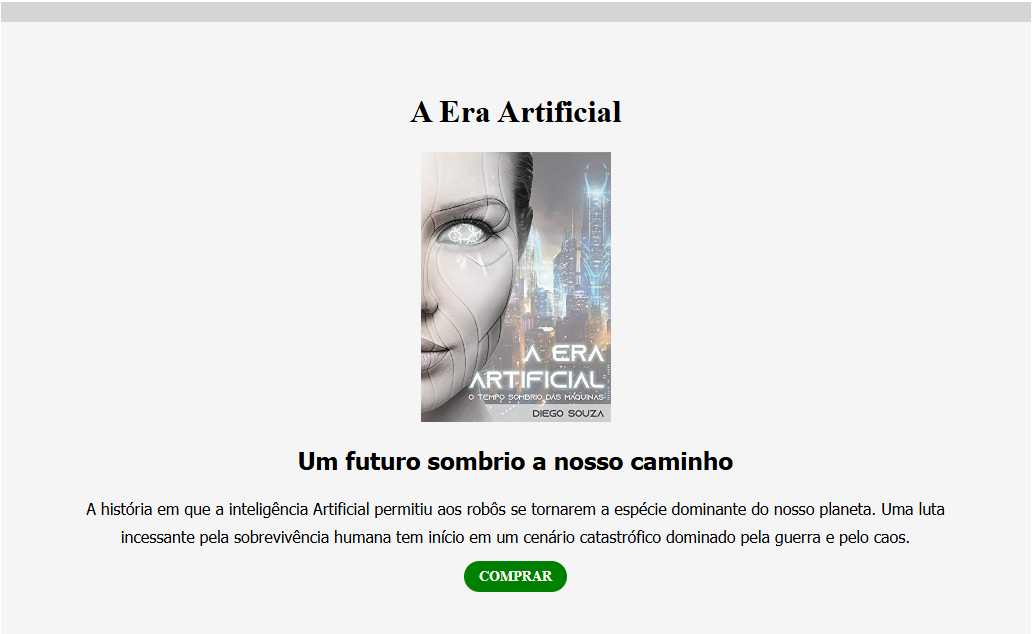 A Era Artificial
A ERA
ARTIFICIAL
O TEMPO SOMBRIO DAS MÁQUINAS
DIEGO SOUZA
Um futuro sombrio a nosso caminho
A história em que a inteligência Artificial permitiu aos robôs se tornarem a espécie dominante do nosso planeta. Uma luta
incessante pela sobrevivência humana tem início em um cenário catastrófico dominado pela guerra e pelo caos.
COMPRAR